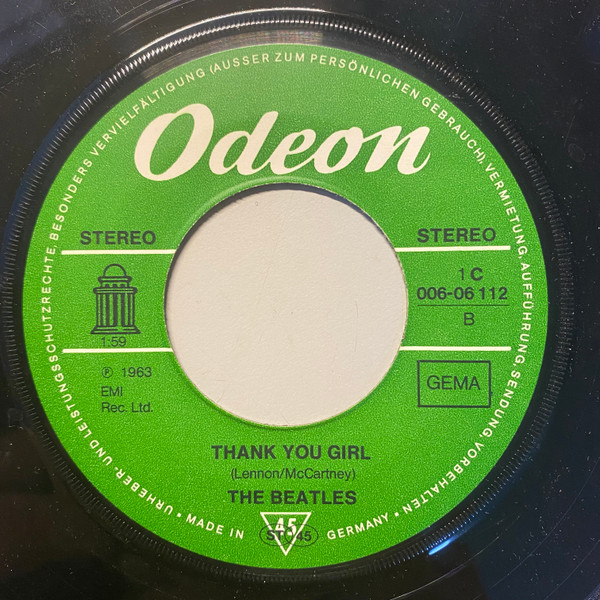 URHEBER- UND LEISTUNGSSCHUTZRECHTE, BESONDERS VERVIELFÄLTIGUNG (AUSSER ZUM PERSÖNLICHEN GEBRAUCH), VERMIETUNG, AUFFÜHRUNG, SENDUNG, VORBEHALTEN
Odeon
STEREO
STEREO
1 C
006-06 112
B
1:59
℗ 1963
EMI
Rec. Ltd.
GEMA
THANK YOU GIRL
(Lennon/McCartney)
THE BEATLES
• MADE IN GERMANY •
45
ST 45